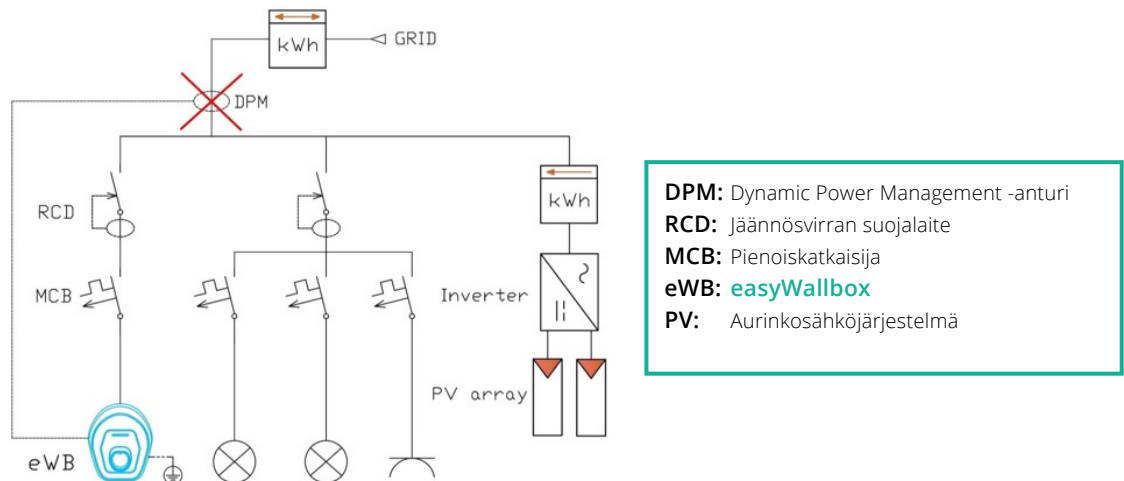 kWh
GRID
DPM
RCD
kWh
MCB
Inverter
PV array
eWB
DPM: Dynamic Power Management -anturi
RCD: Jäännösvirran suojalaite
MCB: Pienoiskatkaisija
eWB: easyWallbox
PV: Aurinkosähköjärjestelmä